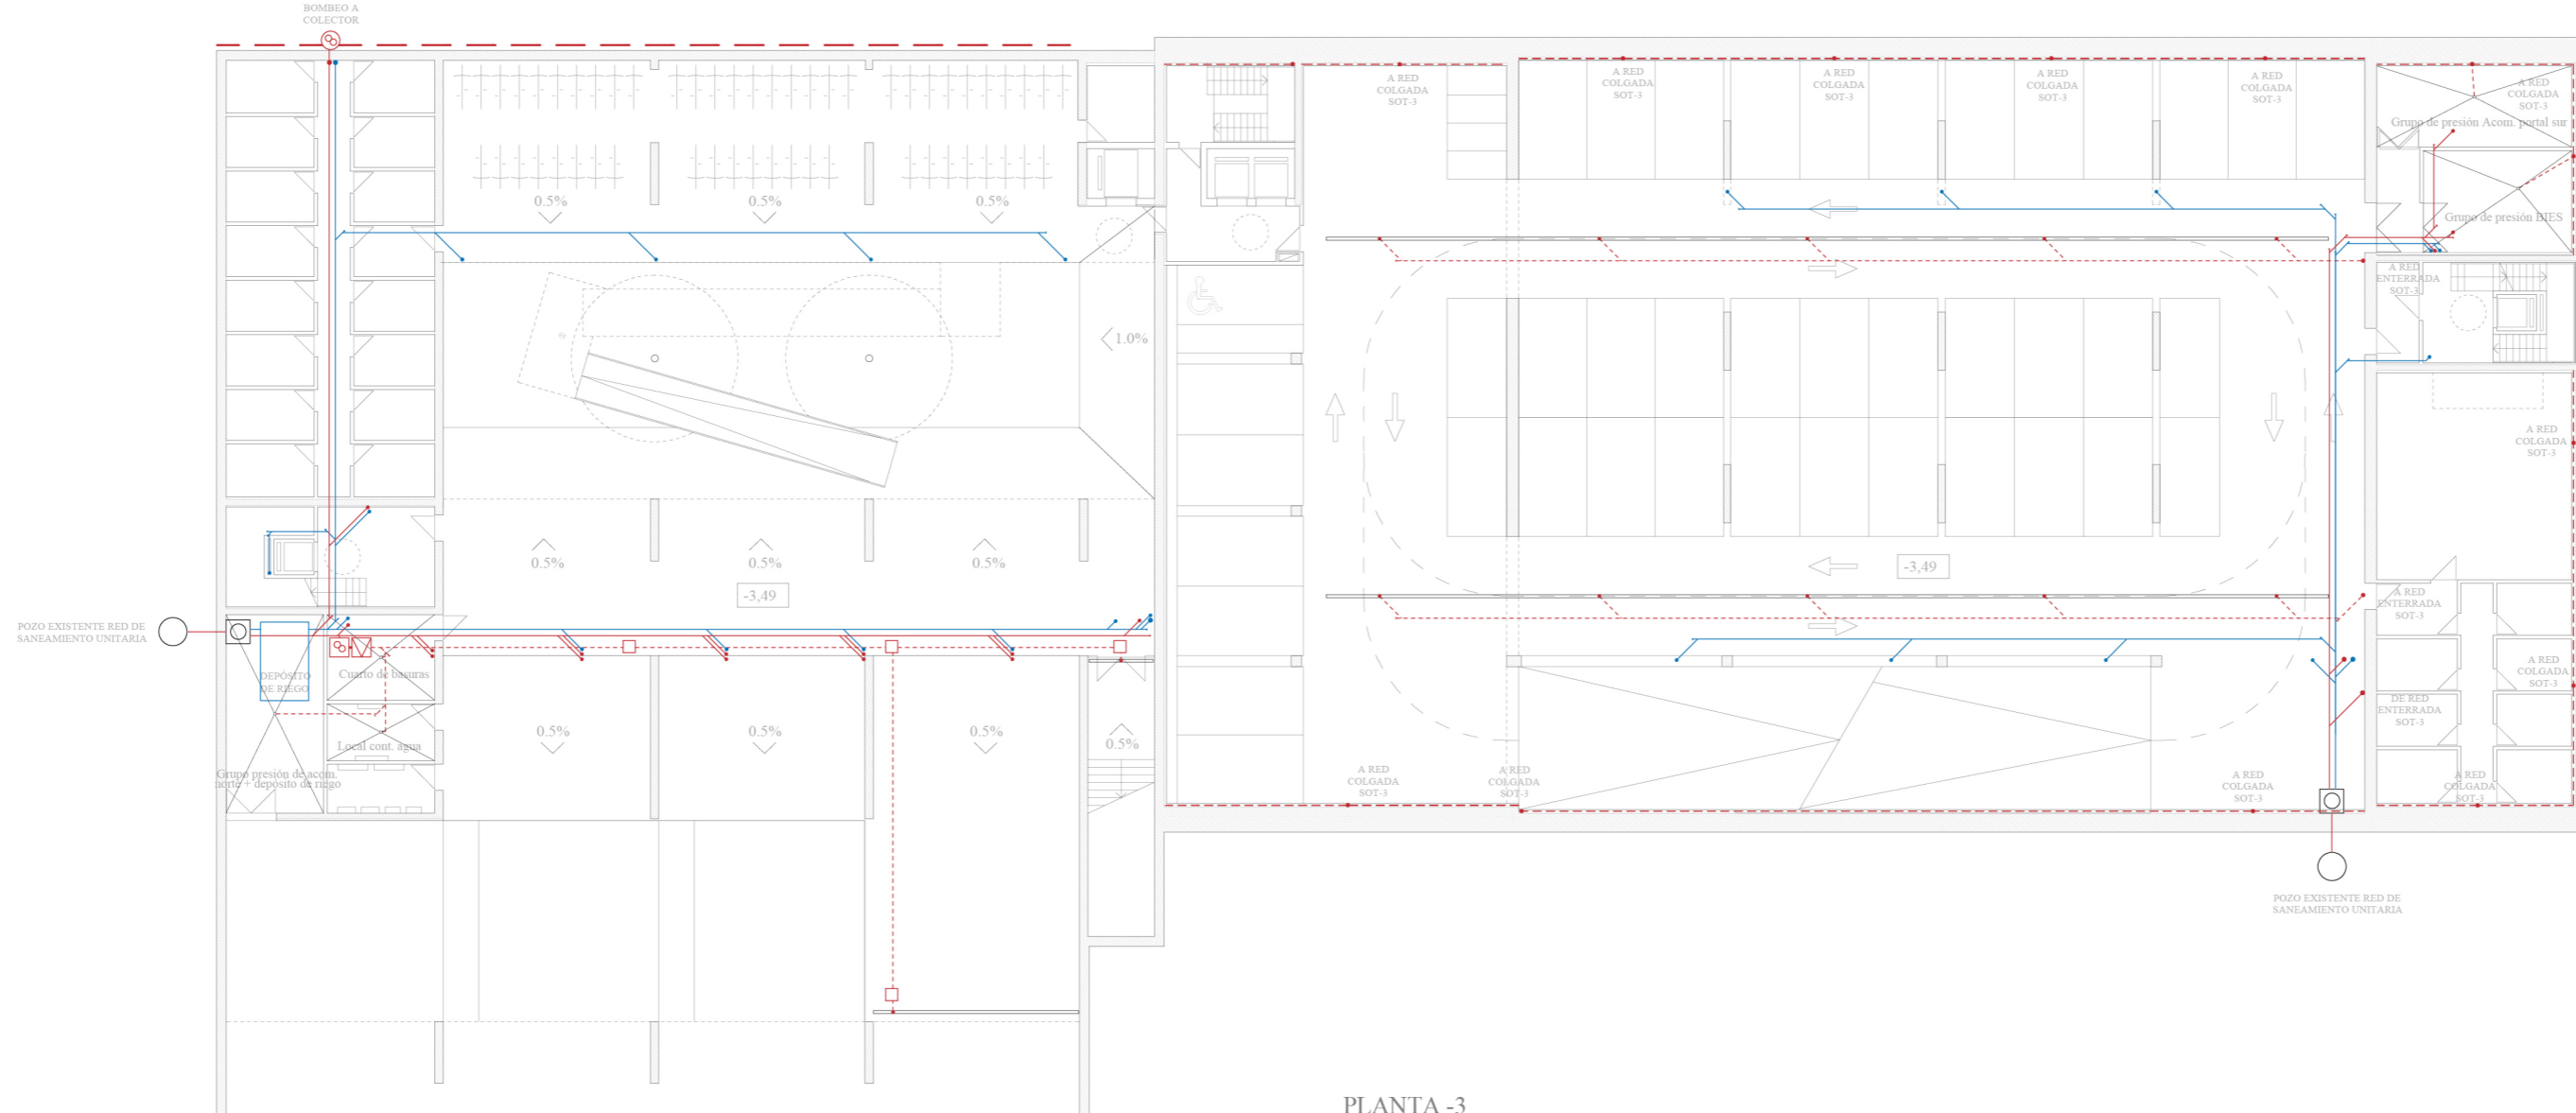 BOMBEO A
COLECTOR
A RED
COLGADA
SOT-3
A RED
COLGADA
SOT-3
A RED
COLGADA
SOT-3
A RED
COLGADA
SOT-3
A RED
COLGADA
SOT-3
A RED
COLGADA
SOT-3
Grupo de presión Acom. portal sur
0.5%
0.5%
0.5%
Grupo de presión BIES
A RED
ENTERRADA
SOT-3
1.0%
A RED
COLGADA
SOT-3
0.5%
0.5%
0.5%
-3,49
-3,49
POZO EXISTENTE RED DE
SANEAMIENTO UNITARIA
A RED
ENTERRADA
SOT-3
DEPÓSITO
DE RIEGO
Cuarto de basuras
A RED
COLGADA
SOT-3
DE RED
ENTERRADA
SOT-3
0.5%
0.5%
0.5%
0.5%
Local cont. agua
Grupo presión de acom.
norte + depósito de riego
A RED
COLGADA
SOT-3
A RED
COLGADA
SOT-3
A RED
COLGADA
SOT-3
A RED
COLGADA
SOT-3
POZO EXISTENTE RED DE
SANEAMIENTO UNITARIA
PLANTA -3